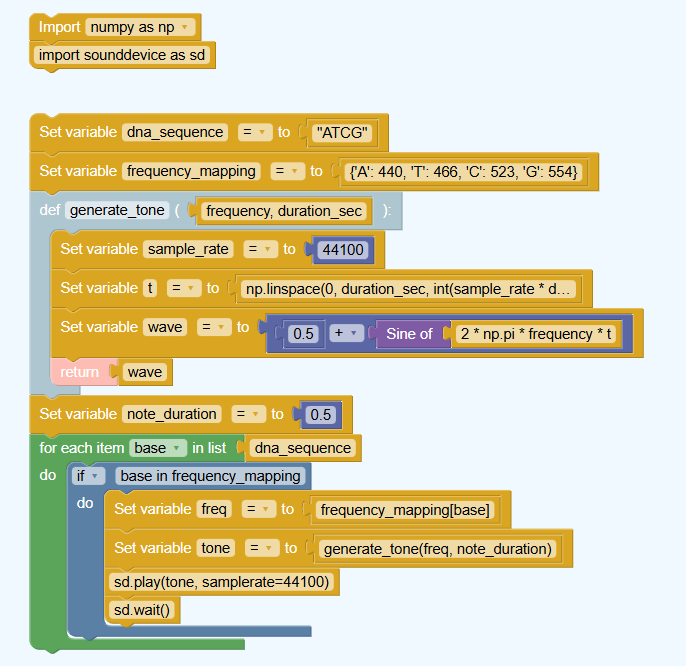 Import numpy as np
import sounddevice as sd
Set variable dna_sequence = to "ATCG"
Set variable frequency_mapping = to {'A': 440, 'T': 466, 'C': 523, 'G': 554}
def generate_tone ( frequency, duration_sec ):
Set variable sample_rate = to 44100
Set variable t = to np.linspace(0, duration_sec, int(sample_rate * d...
Set variable wave = to 0.5 + Sine of 2 * np.pi * frequency * t
return wave
Set variable note_duration = to 0.5
for each item base in list dna_sequence
do if base in frequency_mapping
do Set variable freq = to frequency_mapping[base]
Set variable tone = to generate_tone(freq, note_duration)
sd.play(tone, samplerate=44100)
sd.wait()